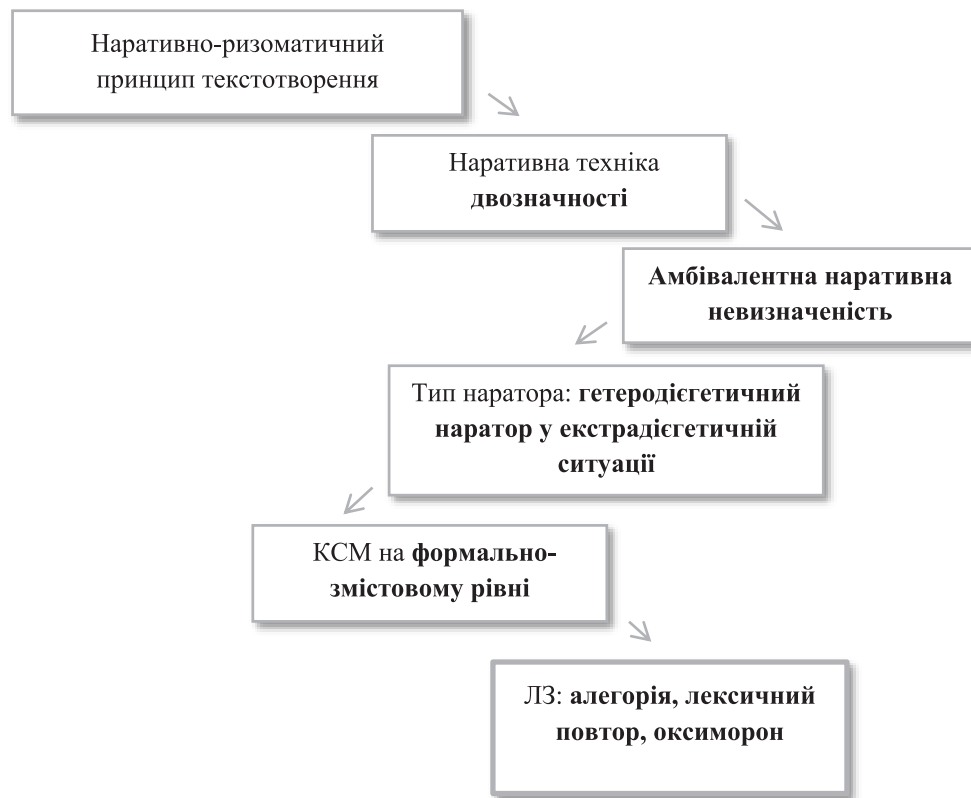 Наративно-ризоматичний
принцип текстотворення
Наративна техніка
двозначності
Амбівалентна наративна
невизначеність
Тип наратора: гетеродієгетичний
наратор у екстрадієгетичній
ситуації
КСМ на формально-
змістовому рівні
ЛЗ: алегорія, лексичний
повтор, оксиморон